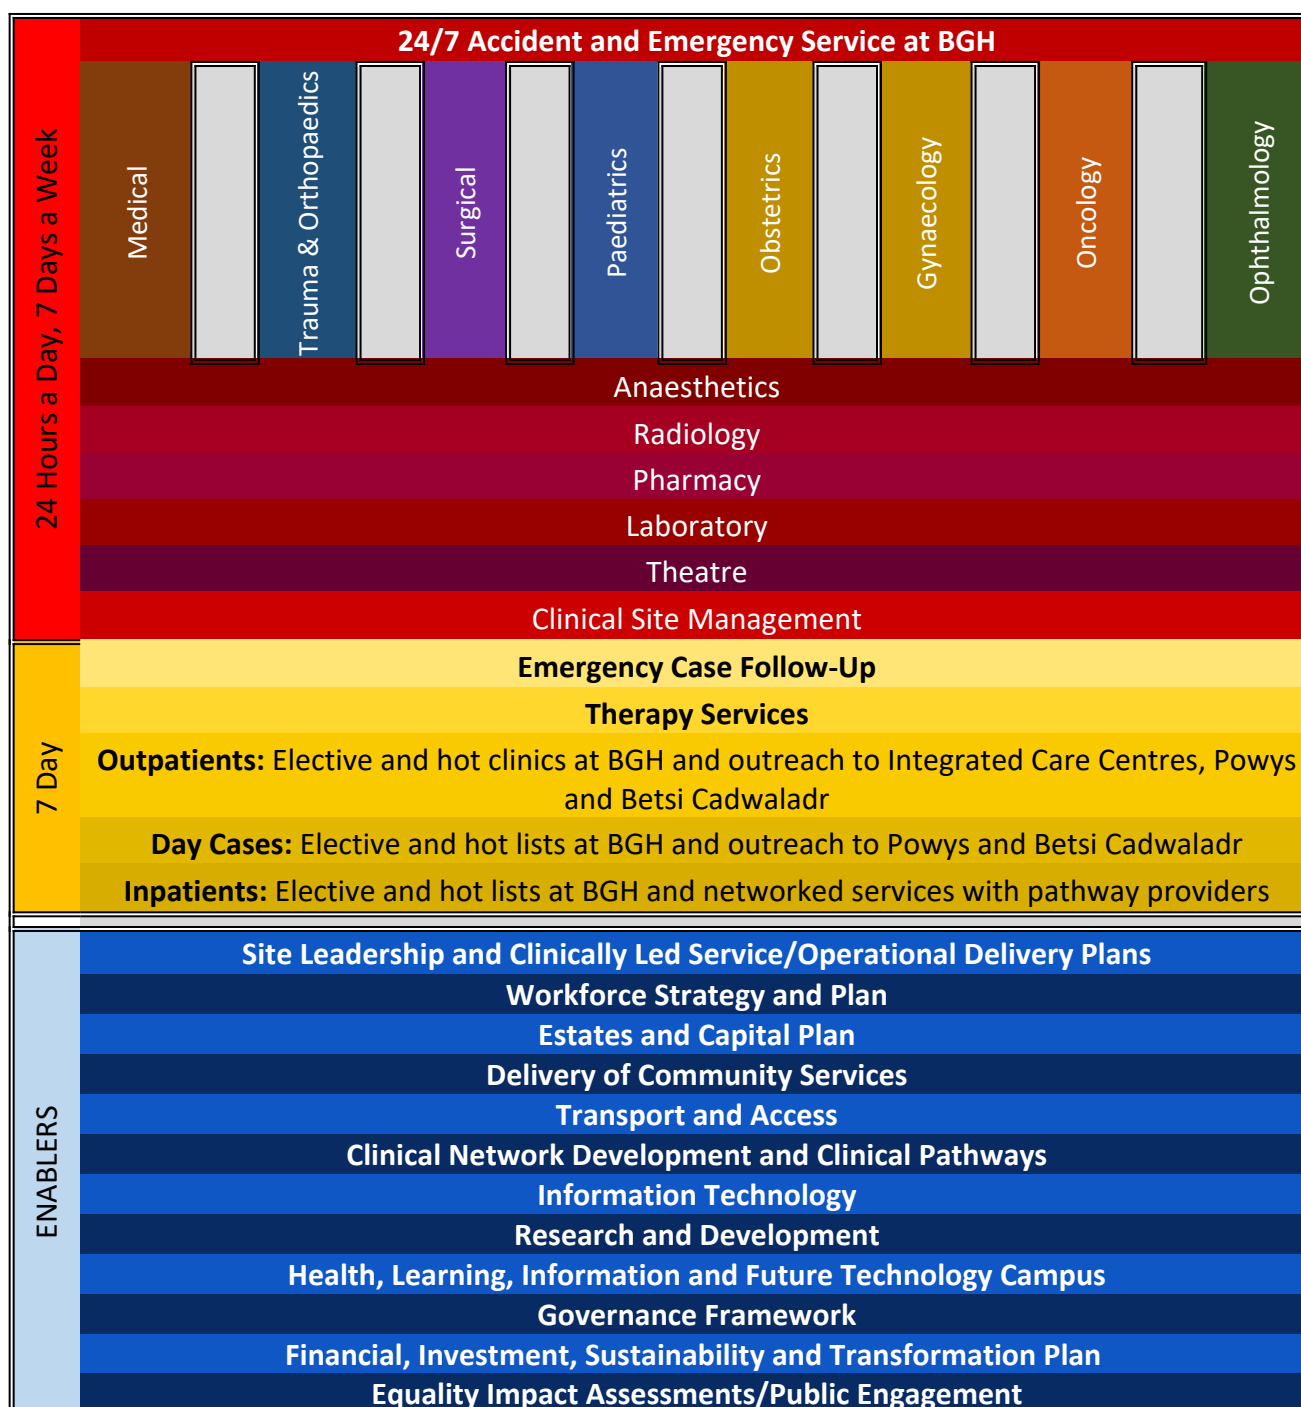 24/7 Accident and Emergency Service at BGH
24 Hours a Day, 7 Days a Week
Medical
Trauma & Orthopaedics
Surgical
Paediatrics
Obstetrics
Gynaecology
Oncology
Ophthalmology
Anaesthetics
Radiology
Pharmacy
Laboratory
Theatre
Clinical Site Management
7 Day
Emergency Case Follow-Up
Therapy Services
Outpatients: Elective and hot clinics at BGH and outreach to Integrated Care Centres, Powys
and Betsi Cadwaladr
Day Cases: Elective and hot lists at BGH and outreach to Powys and Betsi Cadwaladr
Inpatients: Elective and hot lists at BGH and networked services with pathway providers
ENABLERS
Site Leadership and Clinically Led Service/Operational Delivery Plans
Workforce Strategy and Plan
Estates and Capital Plan
Delivery of Community Services
Transport and Access
Clinical Network Development and Clinical Pathways
Information Technology
Research and Development
Health, Learning, Information and Future Technology Campus
Governance Framework
Financial, Investment, Sustainability and Transformation Plan
Equality Impact Assessments/Public Engagement